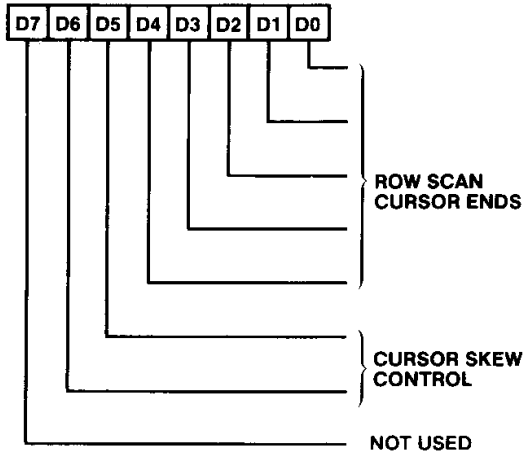 D7 D6 D5 D4 D3 D2 D1 D0
ROW SCAN
CURSOR ENDS
CURSOR SKEW
CONTROL
NOT USED